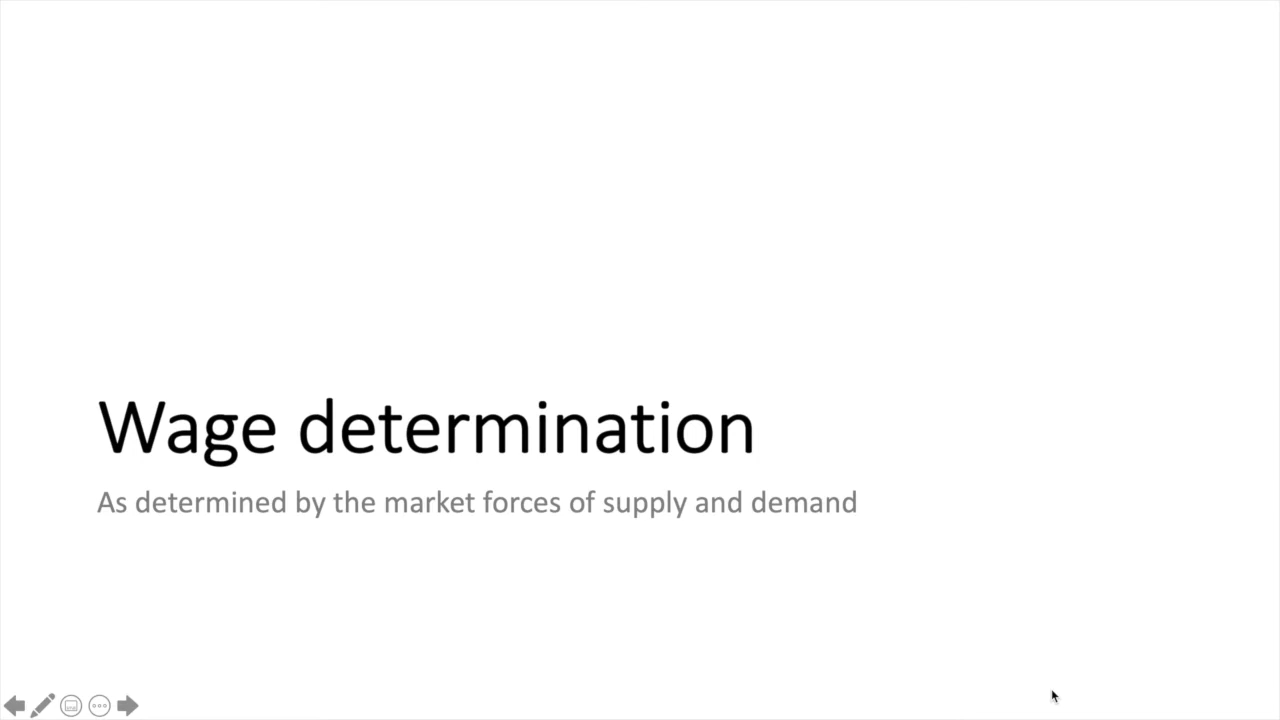 Wage determination
As determined by the market forces of supply and demand